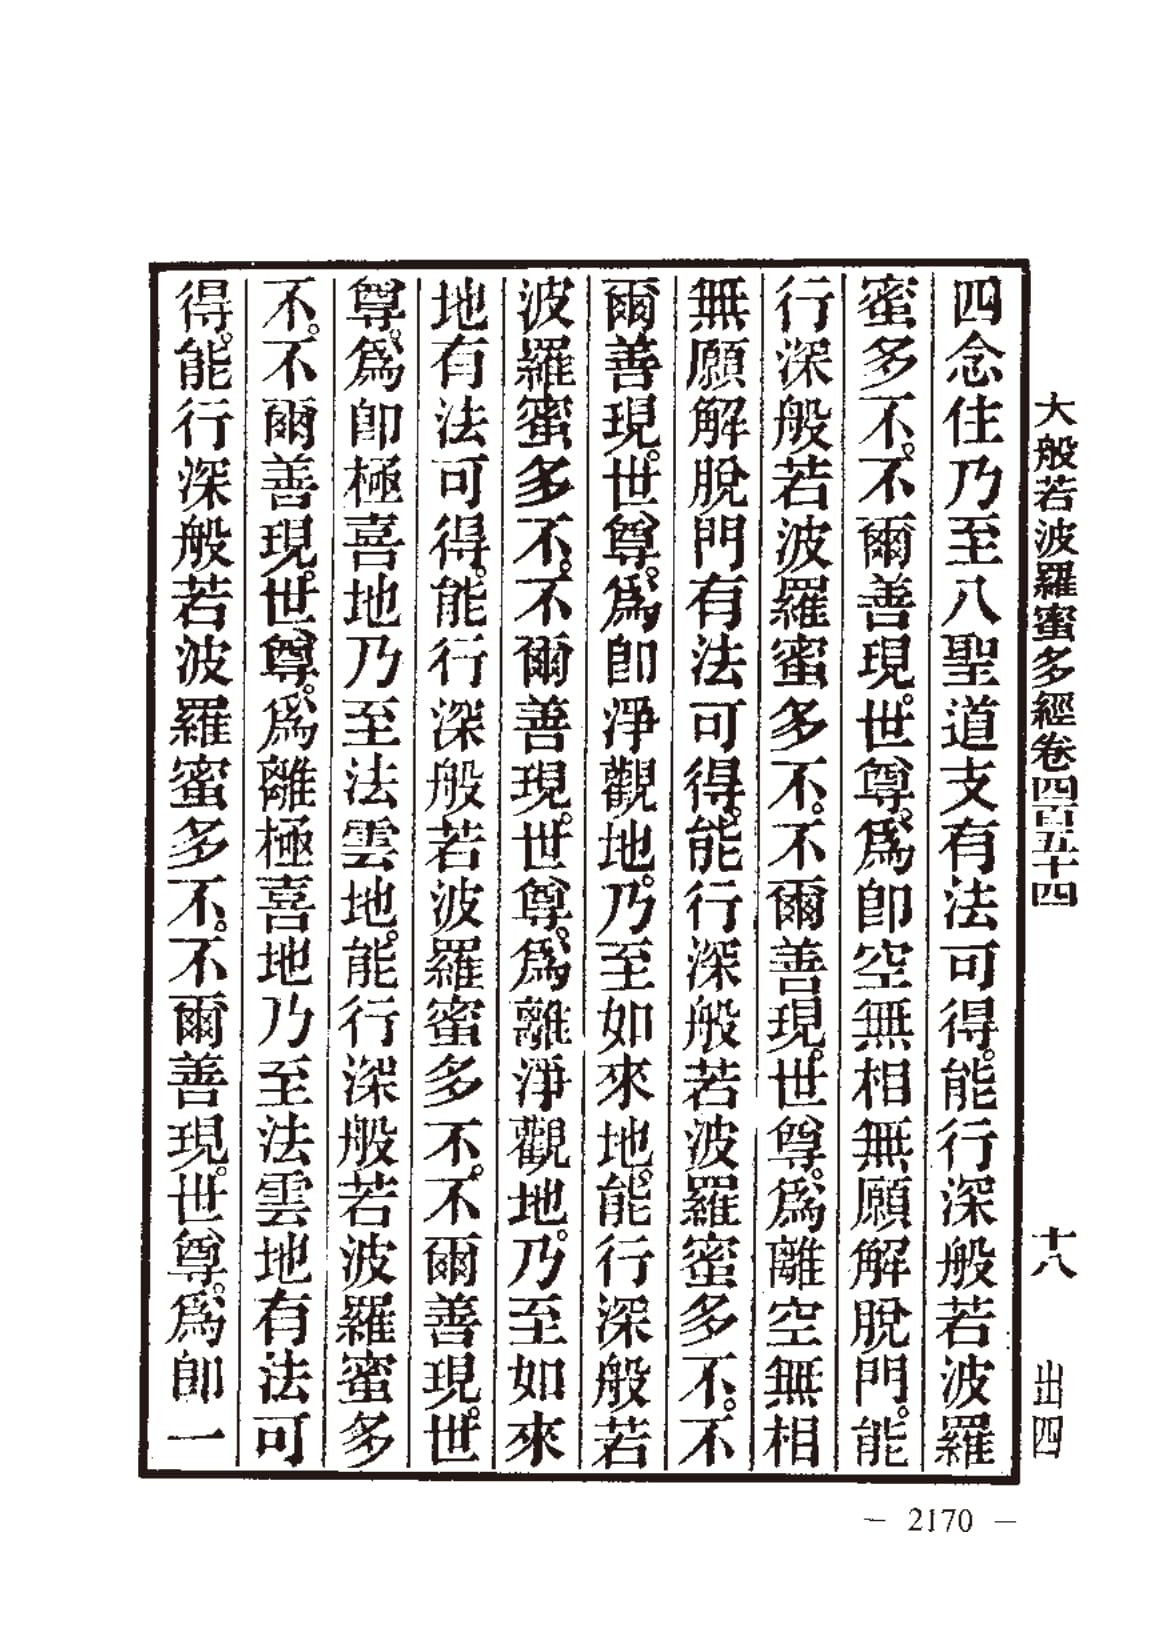 大般若波羅蜜多經卷四百五十四 十八 出四
四念住乃至八聖道支有法可得。能行深般若波羅
蜜多不。不爾善現。世尊。爲卽空無相無願解脫門。能
行深般若波羅蜜多不。不爾善現。世尊。爲離空無相
無願解脫門有法可得。能行深般若波羅蜜多不。不
爾善現。世尊。爲卽淨觀地。乃至如來地。能行深般若
波羅蜜多不。不爾善現。世尊。爲離淨觀地。乃至如來
地有法可得。能行深般若波羅蜜多不。不爾善現。世
尊。爲卽極喜地乃至法雲地。能行深般若波羅蜜多
不。不爾善現。世尊。爲離極喜地乃至法雲地有法可
得。能行深般若波羅蜜多不。不爾善現。世尊。爲卽一
— 2170 —